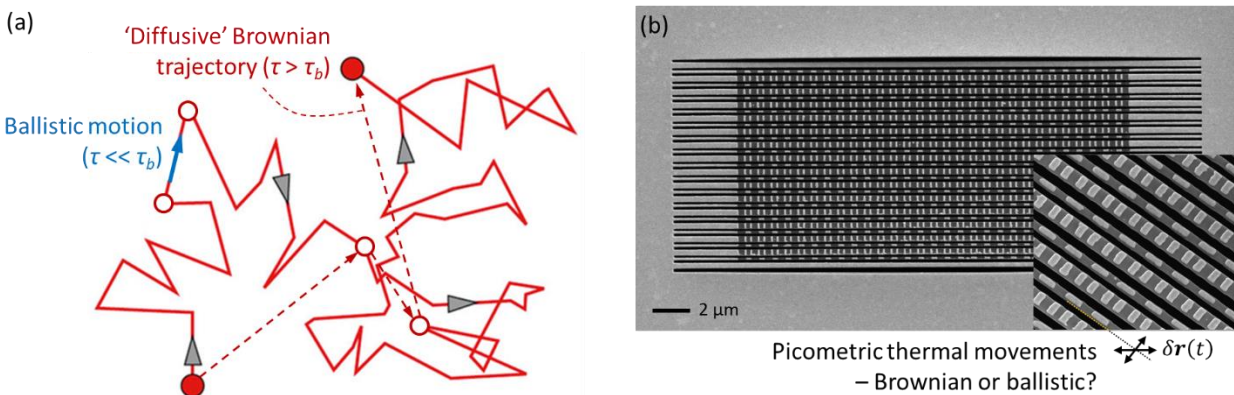 (a)
‘Diffusive’ Brownian
trajectory (τ > τb)
Ballistic motion
(τ << τb)
(b)
2 μm
δr(t)
Picometric thermal movements
– Brownian or ballistic?